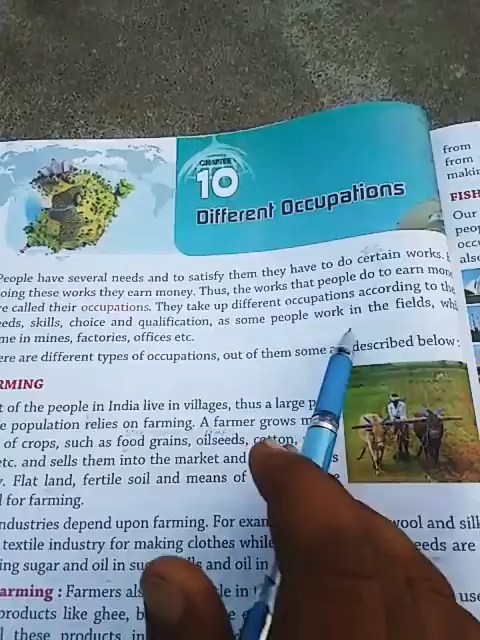 CHAPTER
10
Different Occupations
People have several needs and to satisfy them they have to do certain works.
oing these works they earn money. Thus, the works that people do to earn mone
re called their occupations. They take up different occupations according to the
eeds, skills, choice and qualification, as some people work in the fields, whi
me in mines, factories, offices etc.
ere are different types of occupations, out of them some a described below:
RMING
t of the people in India live in villages, thus a large p
e population relies on farming. A farmer grows m
of crops, such as food grains, oilseeds, cotton,
etc. and sells them into the market and s
y. Flat land, fertile soil and means of e
l for farming.
ndustries depend upon farming. For exam wool and silk
textile industry for making clothes while eeds are
ing sugar and oil in su ls and oil in
arming : Farmers als le in use
products like ghee, b e
l these products in
from
from
makin
FISH
Our
peop
occu
also